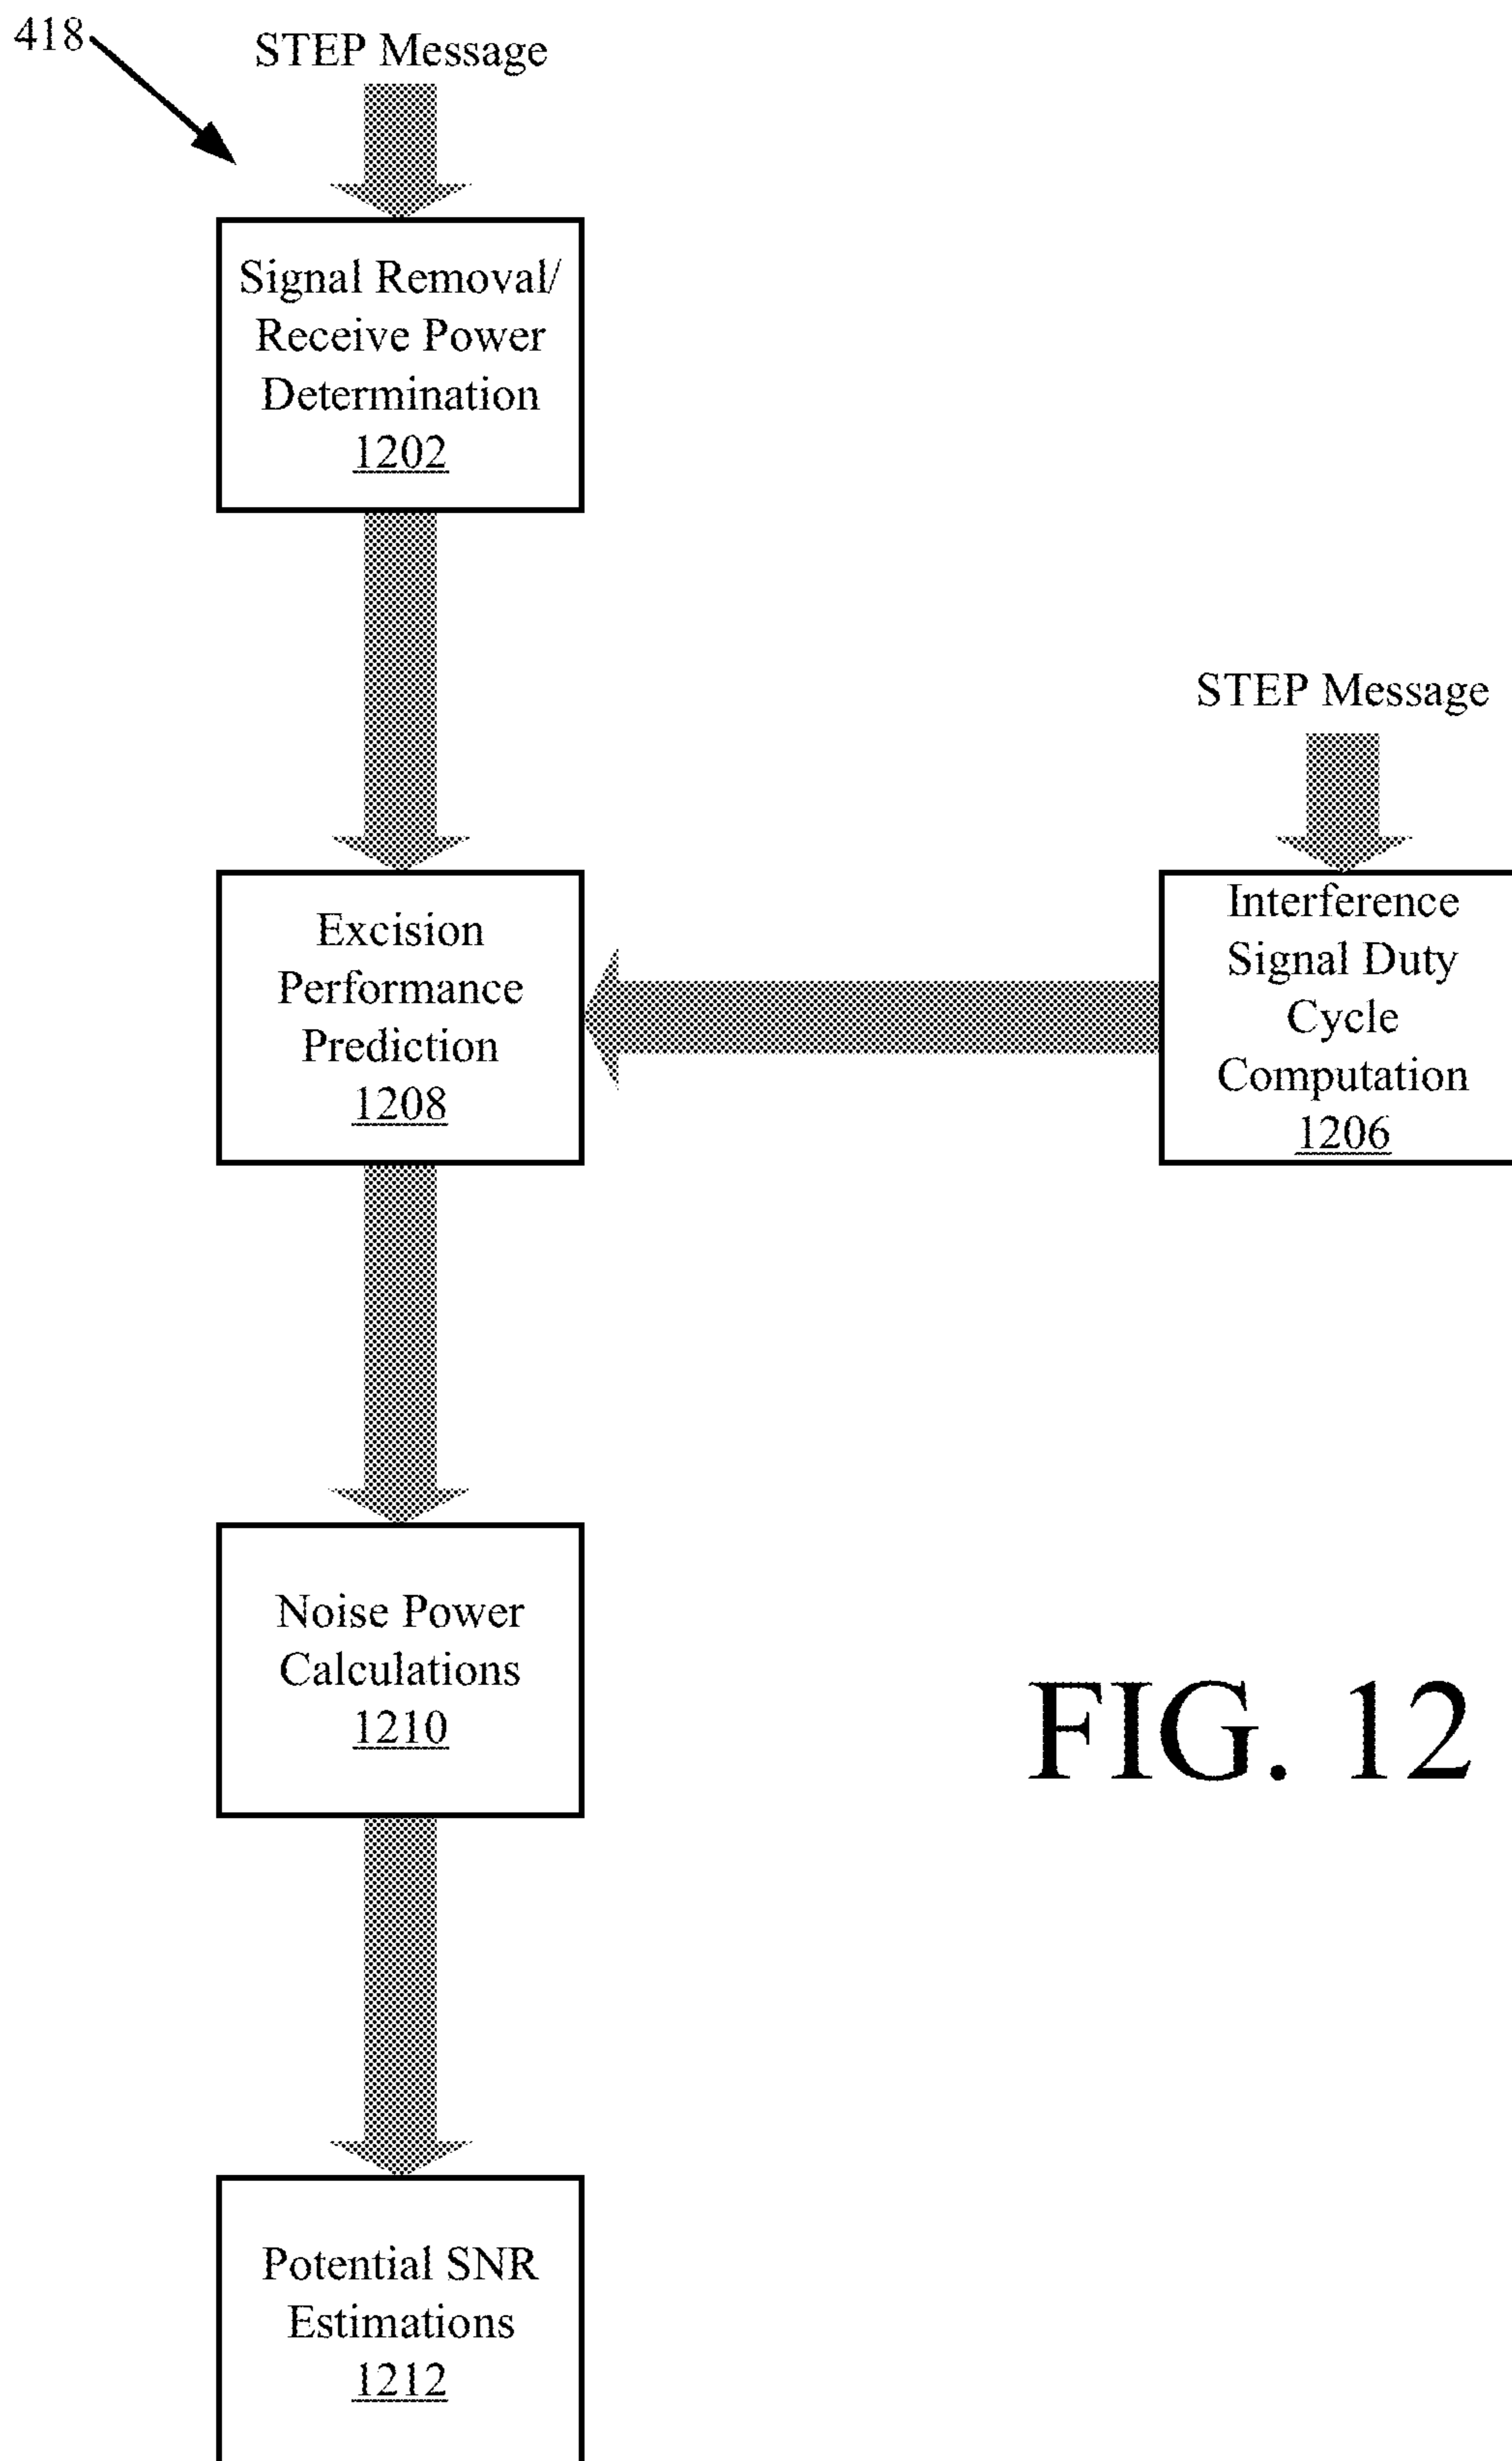 418
STEP Message
Signal Removal/
Receive Power
Determination
1202
STEP Message
Excision
Performance
Prediction
1208
Interference
Signal Duty
Cycle
Computation
1206
Noise Power
Calculations
1210
FIG. 12
Potential SNR
Estimations
1212